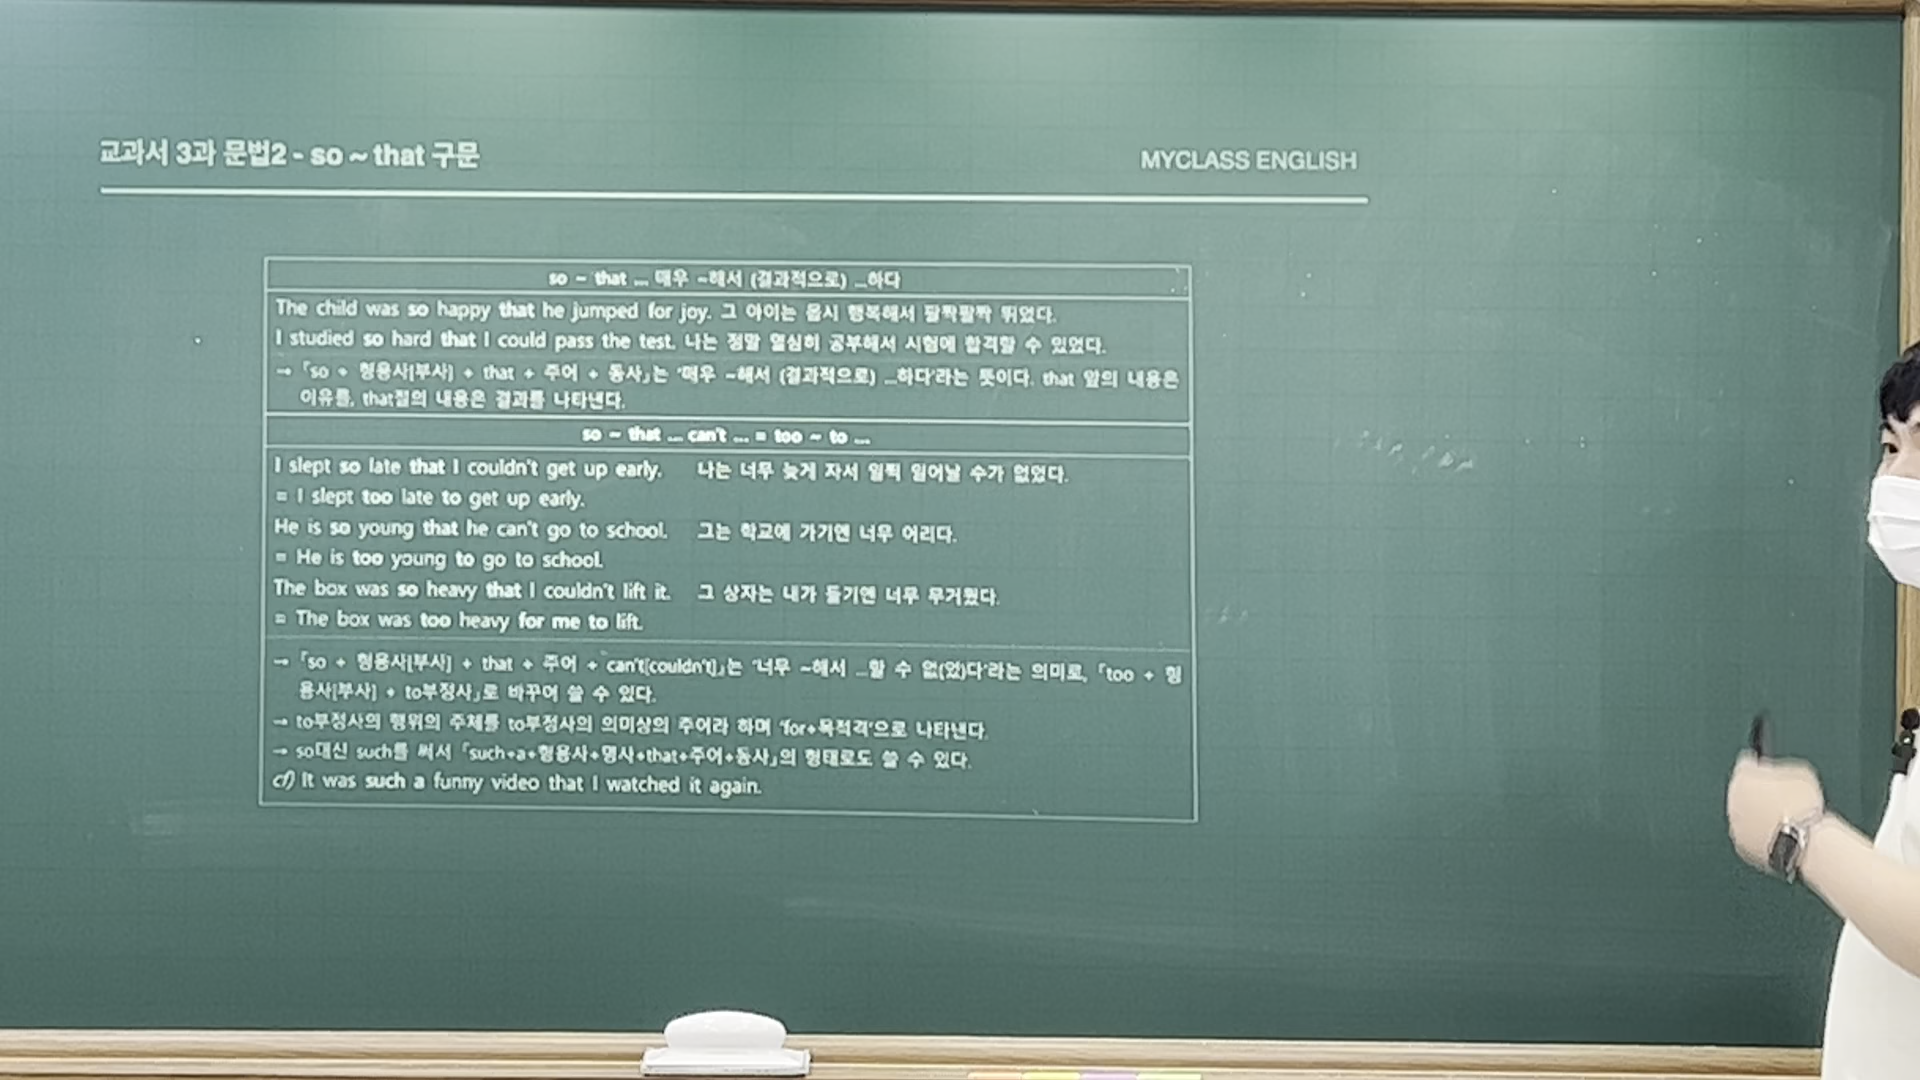 교과서 3과 문법2 - so ~ that 구문
MYCLASS ENGLISH
so ~ that ... 매우 ~해서 (결과적으로) ...하다
The child was so happy that he jumped for joy. 그 아이는 몹시 행복해서 팔짝팔짝 뛰었다.
I studied so hard that I could pass the test. 나는 정말 열심히 공부해서 시험에 합격할 수 있었다.
→ 「so + 형용사[부사] + that + 주어 + 동사」는 '매우 ~해서 (결과적으로) ...하다'라는 뜻이다. that 앞의 내용은
이유를, that절의 내용은 결과를 나타낸다.
so ~ that ... can't ... = too ~ to ...
I slept so late that I couldn't get up early. 나는 너무 늦게 자서 일찍 일어날 수가 없었다.
= I slept too late to get up early.
He is so young that he can't go to school. 그는 학교에 가기엔 너무 어리다.
= He is too young to go to school.
The box was so heavy that I couldn't lift it. 그 상자는 내가 들기엔 너무 무거웠다.
= The box was too heavy for me to lift.
→ 「so + 형용사[부사] + that + 주어 + can't[couldn't]」는 '너무 ~해서 ...할 수 없(었)다'라는 의미로, 「too + 형
용사[부사] + to부정사」로 바꾸어 쓸 수 있다.
→ to부정사의 행위의 주체를 to부정사의 의미상의 주어라 하며 'for+목적격'으로 나타낸다.
→ so대신 such를 써서 「such+a+형용사+명사+that+주어+동사」의 형태로도 쓸 수 있다.
cf) It was such a funny video that I watched it again.